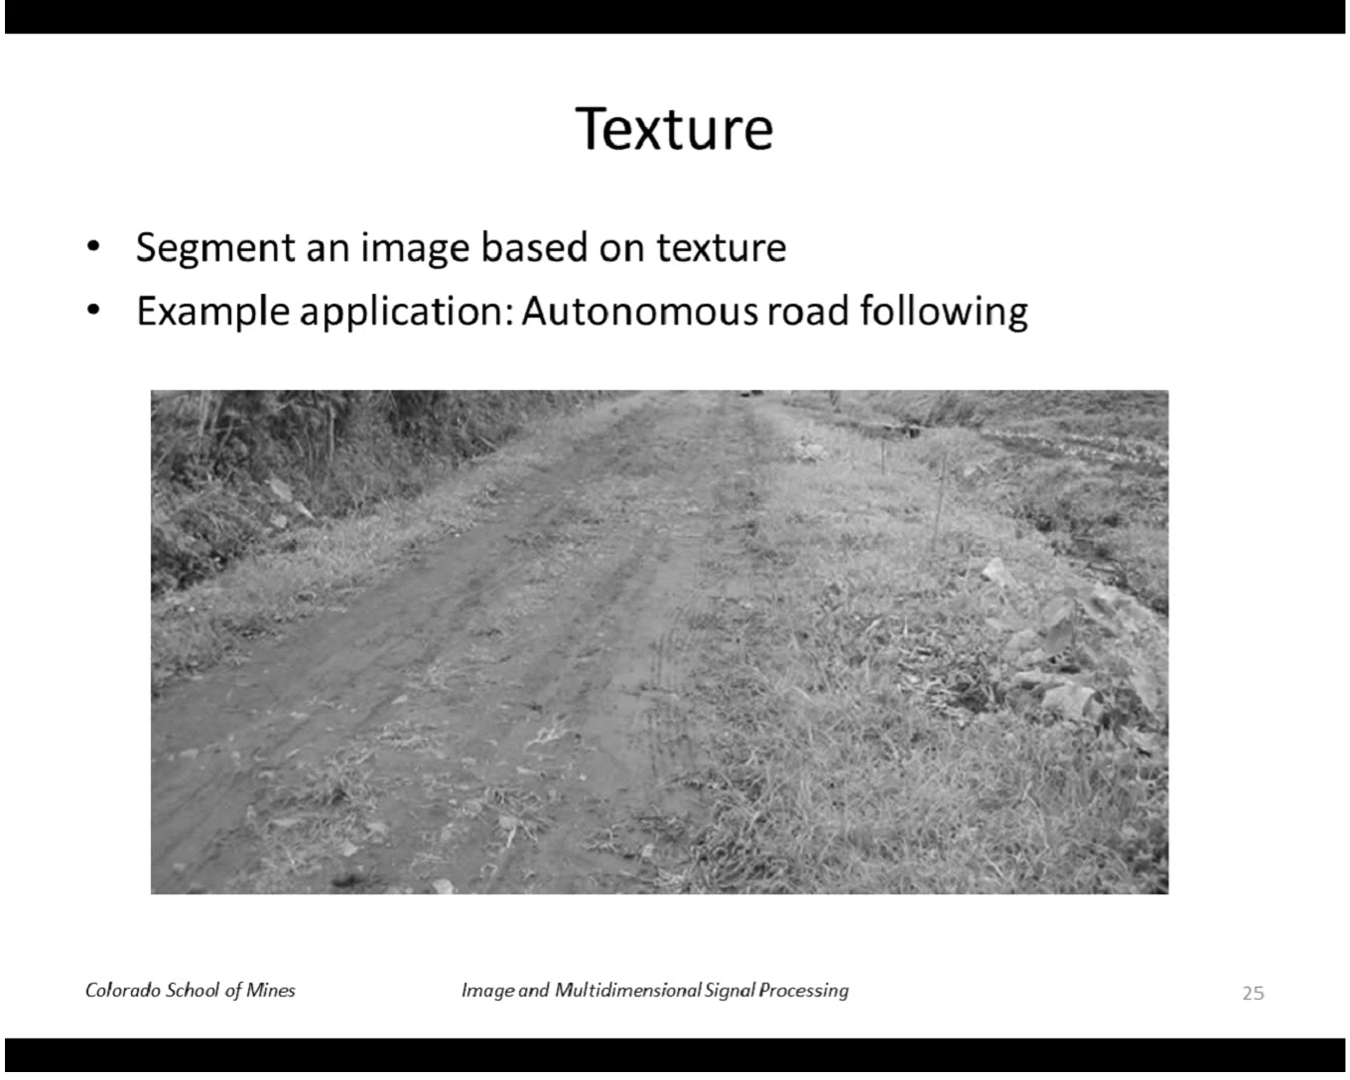 Texture
• Segment an image based on texture
• Example application: Autonomous road following
Colorado School of Mines
Image and Multidimensional Signal Processing
25